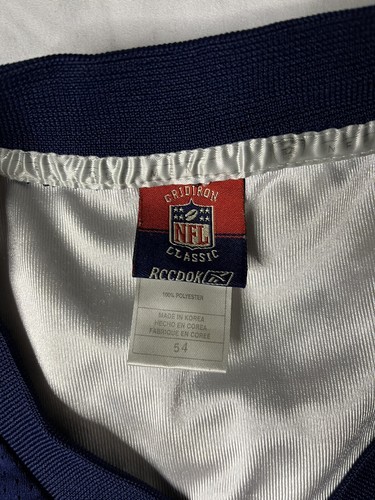 GRIDIRON
NFL
CLASSIC
RCCDOK
100% POLYESTER
MADE IN KOREA
HECHO EN COREA
FABRIQUE EN COREE
54